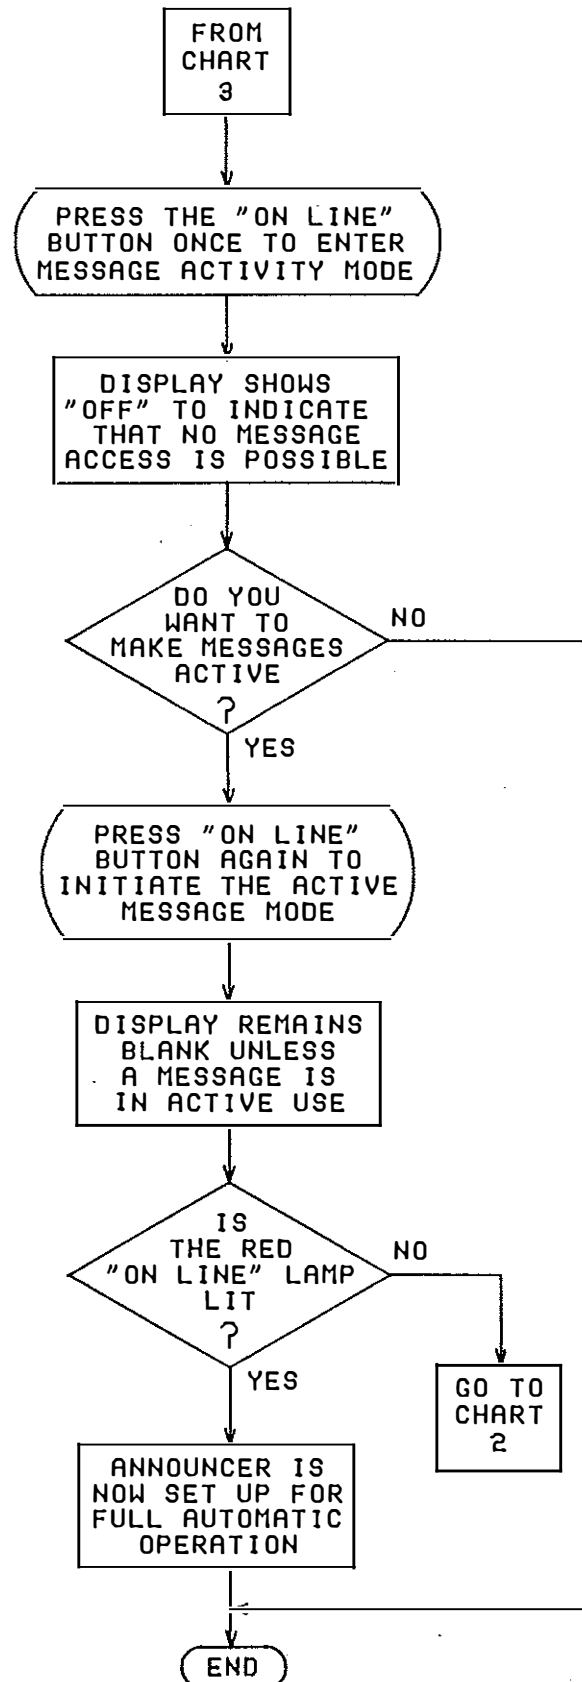 FROM
CHART
3
PRESS THE "ON LINE"
BUTTON ONCE TO ENTER
MESSAGE ACTIVITY MODE
DISPLAY SHOWS
"OFF" TO INDICATE
THAT NO MESSAGE
ACCESS IS POSSIBLE
DO YOU
WANT TO
MAKE MESSAGES
ACTIVE
?
NO
YES
PRESS "ON LINE"
BUTTON AGAIN TO
INITIATE THE ACTIVE
MESSAGE MODE
DISPLAY REMAINS
BLANK UNLESS
A MESSAGE IS
IN ACTIVE USE
IS
THE RED
"ON LINE" LAMP
LIT
?
NO
YES
GO TO
CHART
2
ANNOUNCER IS
NOW SET UP FOR
FULL AUTOMATIC
OPERATION
END